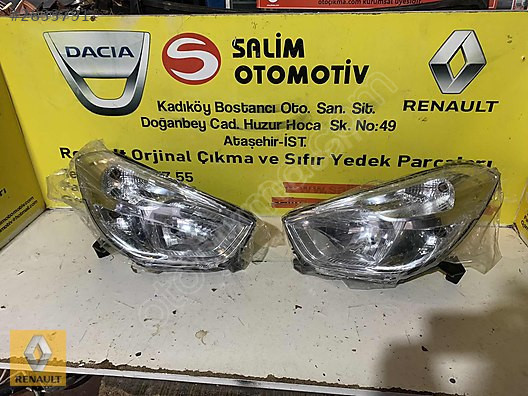 DACIA
SALİM
OTOMOTİV
RENAULT
Kadıköy Bostancı Oto. San. Sit.
Doğanbey Cad. Huzur Hoca Sk. No:49
Ataşehir-İST.
Orjinal Çıkma ve Sıfır Yedek Parçaları
55
RENAULT